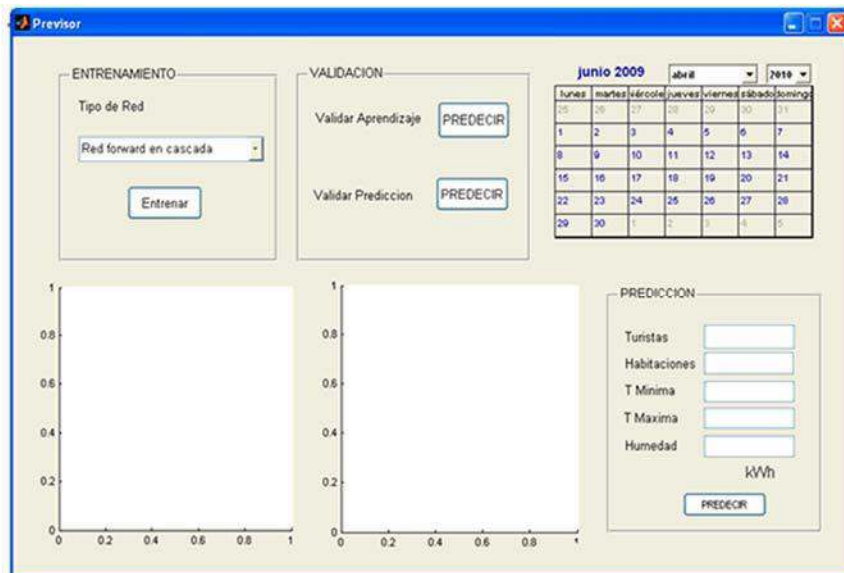 Previsor
ENTRENAMIENTO
Tipo de Red
Red forward en cascada
Entrenar
VALIDACION
Validar Aprendizaje PREDECIR
Validar Prediccion PREDECIR
junio 2009 abril 2010
lunes martes iércole jueves viernes sábado domingo
25 26 27 28 29 30 31
1 2 3 4 5 6 7
8 9 10 11 12 13 14
15 16 17 18 19 20 21
22 23 24 25 26 27 28
29 30 1 2 3 4 5
1
0.8
0.6
0.4
0.2
0
0 0.2 0.4 0.6 0.8 1
1
0.8
0.6
0.4
0.2
0
0 0.2 0.4 0.6 0.8 1
PREDICCION
Turistas
Habitaciones
T Minima
T Maxima
Humedad
kWh
PREDECIR